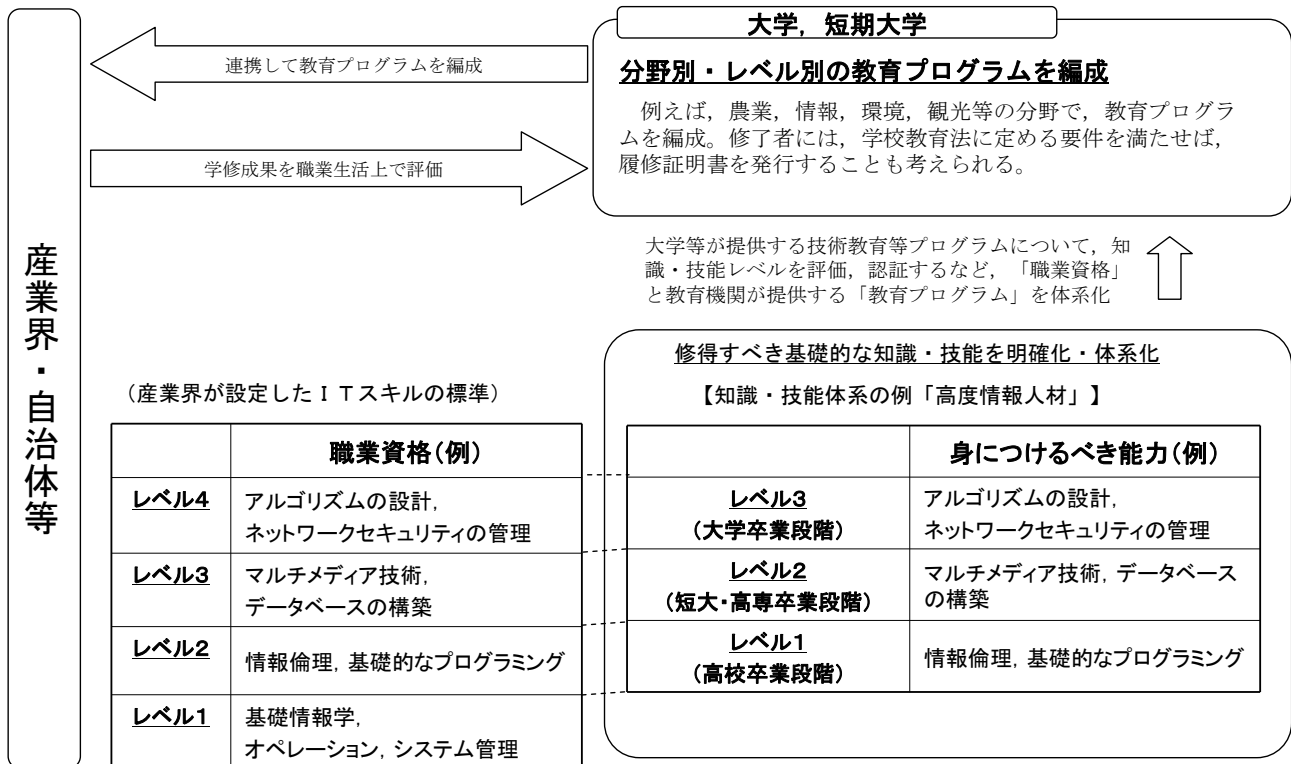 産業界・自治体等
連携して教育プログラムを編成
学修成果を職業生活上で評価
大学，短期大学
分野別・レベル別の教育プログラムを編成
例えば，農業，情報，環境，観光等の分野で，教育プログラ
ムを編成。修了者には，学校教育法に定める要件を満たせば，
履修証明書を発行することも考えられる。
大学等が提供する技術教育等プログラムについて，知
識・技能レベルを評価，認証するなど，「職業資格」
と教育機関が提供する「教育プログラム」を体系化
（産業界が設定したＩＴスキルの標準）
職業資格(例)
レベル4
アルゴリズムの設計，
ネットワークセキュリティの管理
レベル3
マルチメディア技術，
データベースの構築
レベル2
情報倫理，基礎的なプログラミング
レベル1
基礎情報学，
オペレーション，システム管理
修得すべき基礎的な知識・技能を明確化・体系化
【知識・技能体系の例「高度情報人材」】
身につけるべき能力(例)
レベル3
(大学卒業段階)
アルゴリズムの設計，
ネットワークセキュリティの管理
レベル2
(短大・高専卒業段階)
マルチメディア技術，データベース
の構築
レベル1
(高校卒業段階)
情報倫理，基礎的なプログラミング